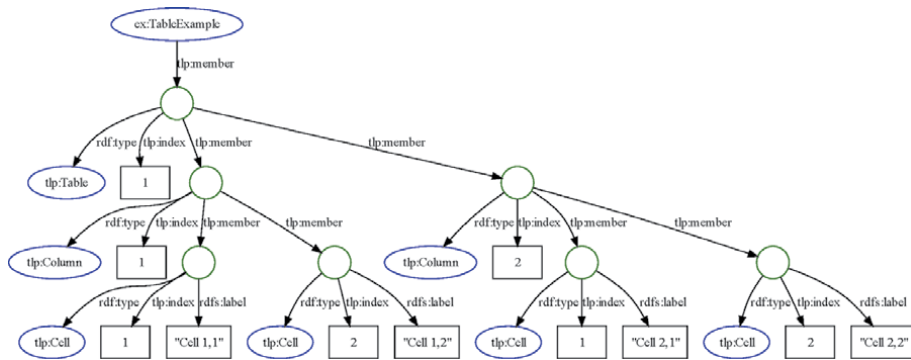 ex:TableExample
tlp:member
rdf:type tlp:index tlp:member tlp:member
tlp:Table 1
rdf:type tlp:index tlp:member tlp:member rdf:type tlp:index tlp:member tlp:member
tlp:Column 1 tlp:Column 2
rdf:type tlp:index rdfs:label rdf:type tlp:index rdfs:label rdf:type tlp:index rdfs:label rdf:type tlp:index rdfs:label
tlp:Cell 1 "Cell 1,1" tlp:Cell 2 "Cell 1,2" tlp:Cell 1 "Cell 2,1" tlp:Cell 2 "Cell 2,2"